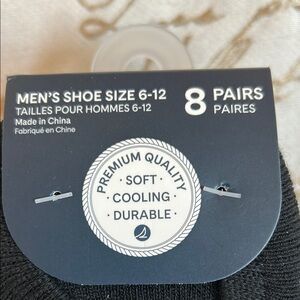 MEN'S SHOE SIZE 6-12
TAILLES POUR HOMMES 6-12
Made in China
Fabriqué en Chine
8 PAIRS
PAIRES
PREMIUM QUALITY
· SOFT ·
COOLING
· DURABLE ·